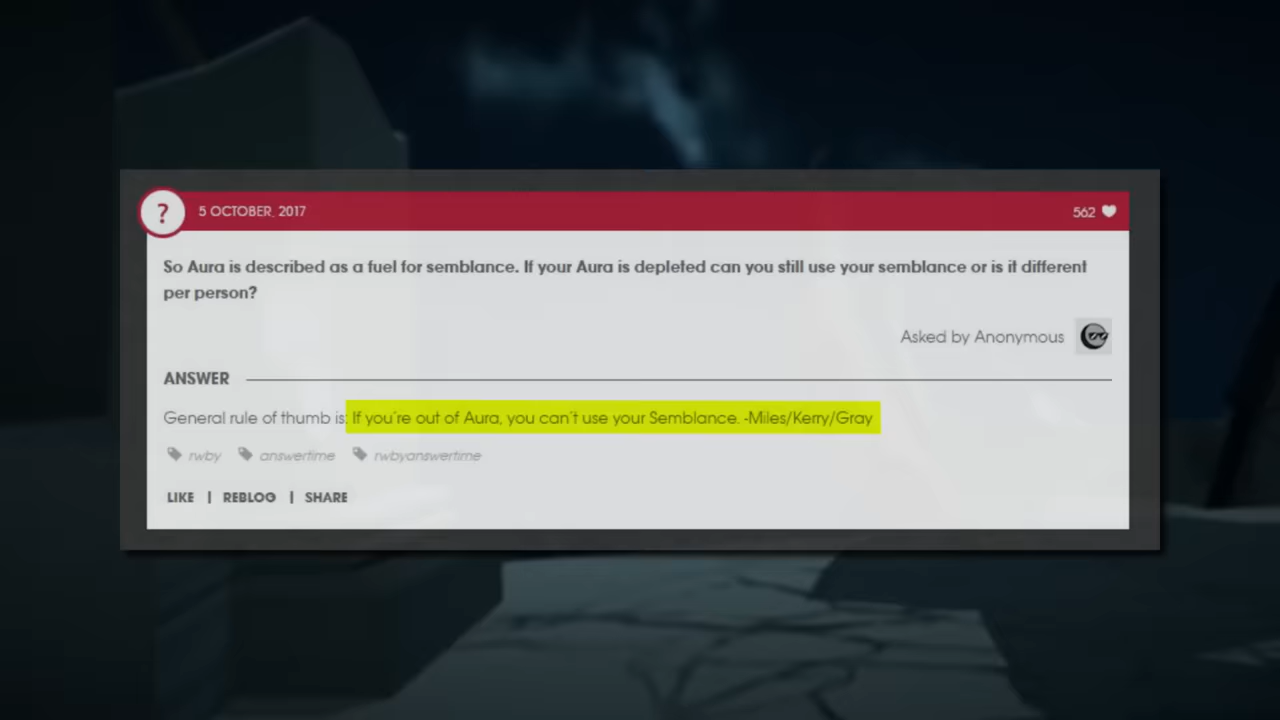 ? 5 OCTOBER, 2017 562
So Aura is described as a fuel for semblance. If your Aura is depleted can you still use your semblance or is it different
per person?
Asked by Anonymous
ANSWER
General rule of thumb is: If you're out of Aura, you can't use your Semblance. -Miles/Kerry/Gray
rwby answertime rwbyanswertime
LIKE | REBLOG | SHARE